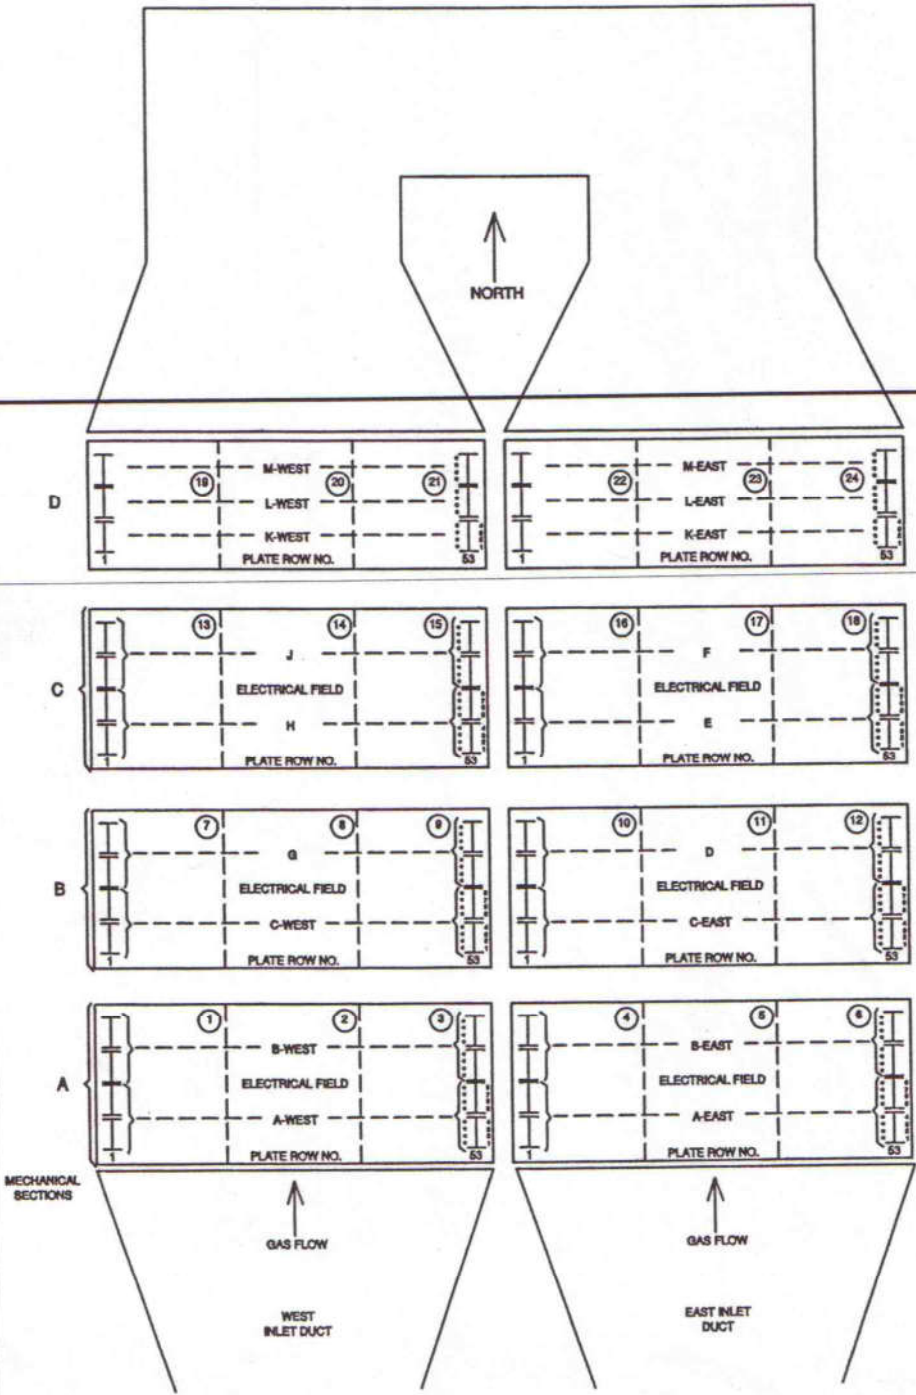 NORTH
M-WEST
19 20 21
L-WEST
K-WEST
1 PLATE ROW NO. 53
M-EAST
22 23 24
L-EAST
K-EAST
1 PLATE ROW NO. 53
D
13 14 15
J
ELECTRICAL FIELD
H
1 PLATE ROW NO. 53
16 17 18
F
ELECTRICAL FIELD
E
1 PLATE ROW NO. 53
C
7 8 9
G
ELECTRICAL FIELD
C-WEST
1 PLATE ROW NO. 53
10 11 12
D
ELECTRICAL FIELD
C-EAST
1 PLATE ROW NO. 53
B
1 2 3
B-WEST
ELECTRICAL FIELD
A-WEST
1 PLATE ROW NO. 53
4 5 6
B-EAST
ELECTRICAL FIELD
A-EAST
1 PLATE ROW NO. 53
A
MECHANICAL
SECTIONS
GAS FLOW
GAS FLOW
WEST
INLET DUCT
EAST INLET
DUCT